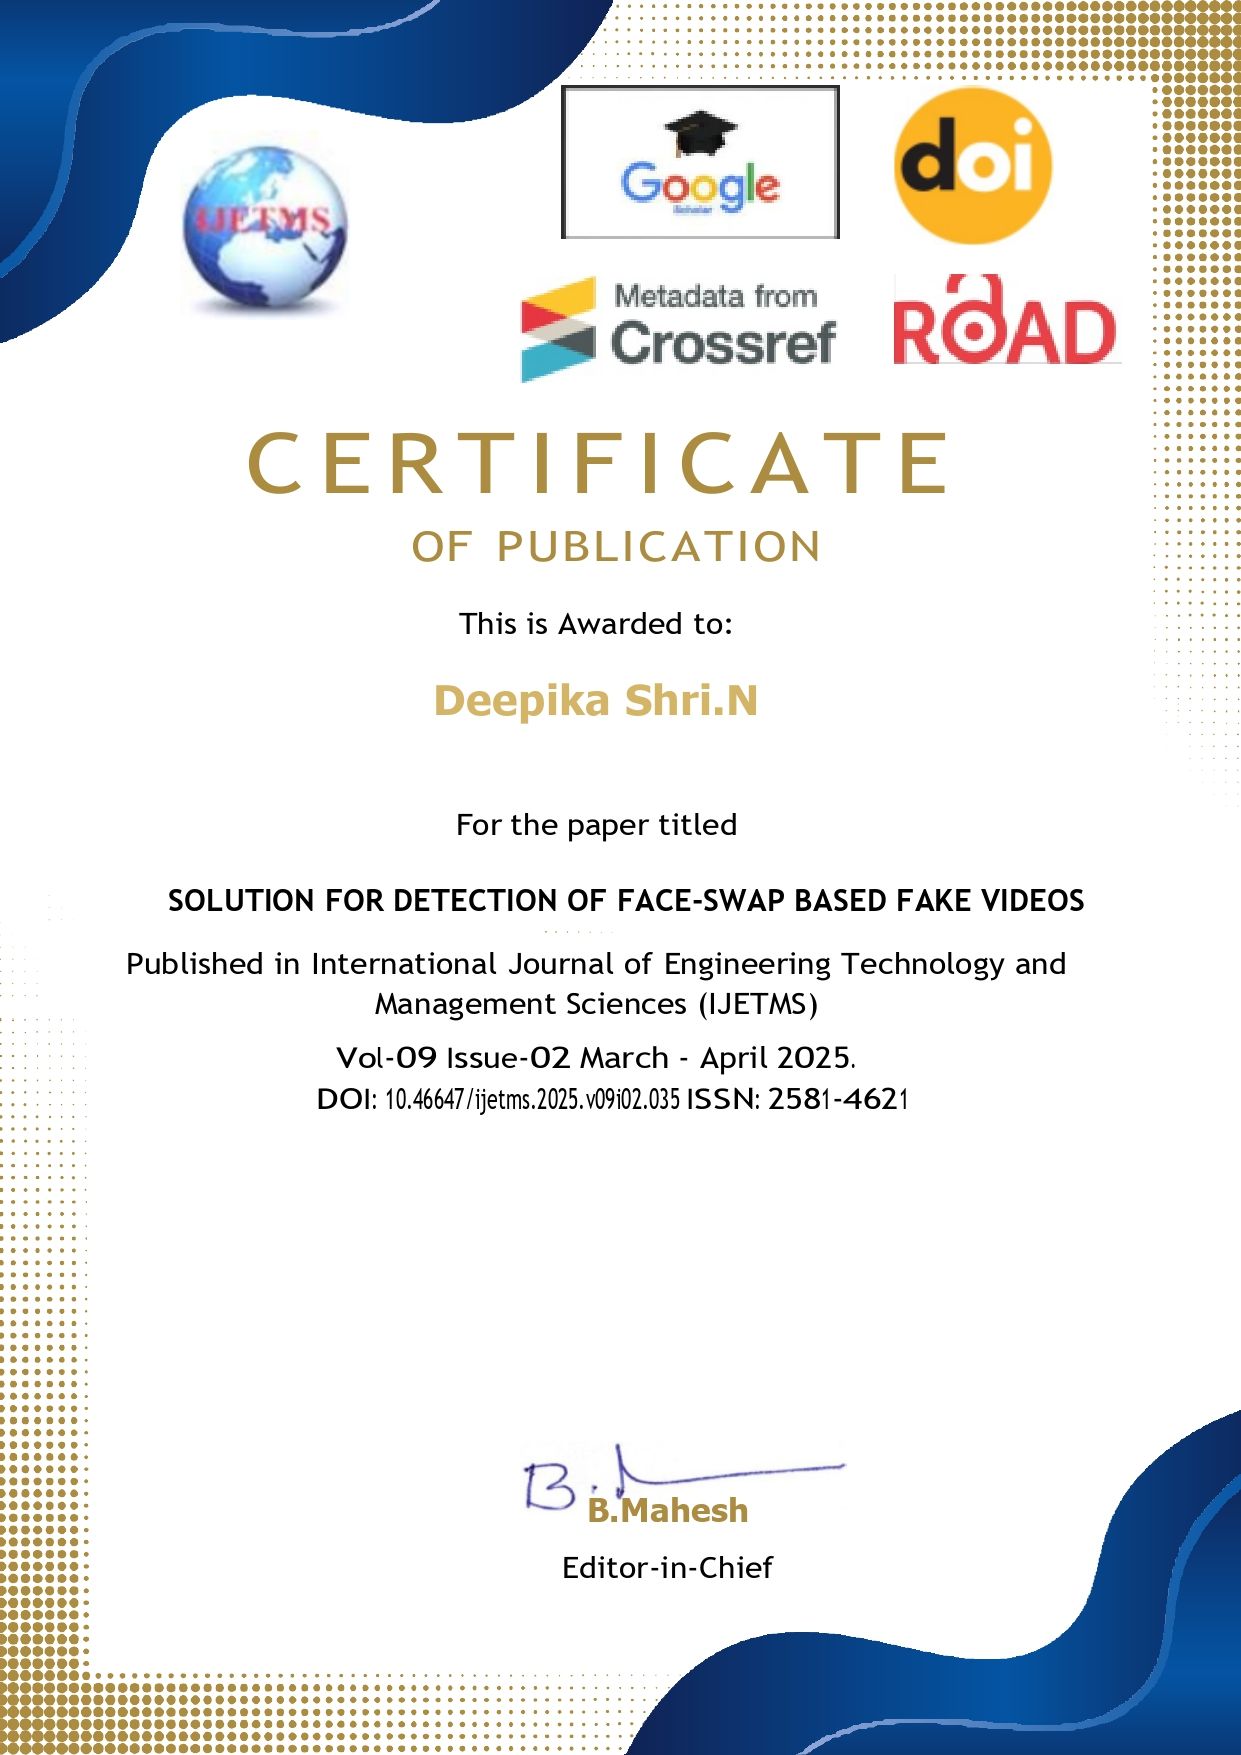 IJETMS
Google
Scholar
doi
Metadata from
Crossref
ROAD
CERTIFICATE
OF PUBLICATION
This is Awarded to:
Deepika Shri.N
For the paper titled
SOLUTION FOR DETECTION OF FACE-SWAP BASED FAKE VIDEOS
Published in International Journal of Engineering Technology and
Management Sciences (IJETMS)
Vol-09 Issue-02 March - April 2025.
DOI: 10.46647/ijetms.2025.v09i02.035 ISSN: 2581-4621
B.Mahesh
Editor-in-Chief